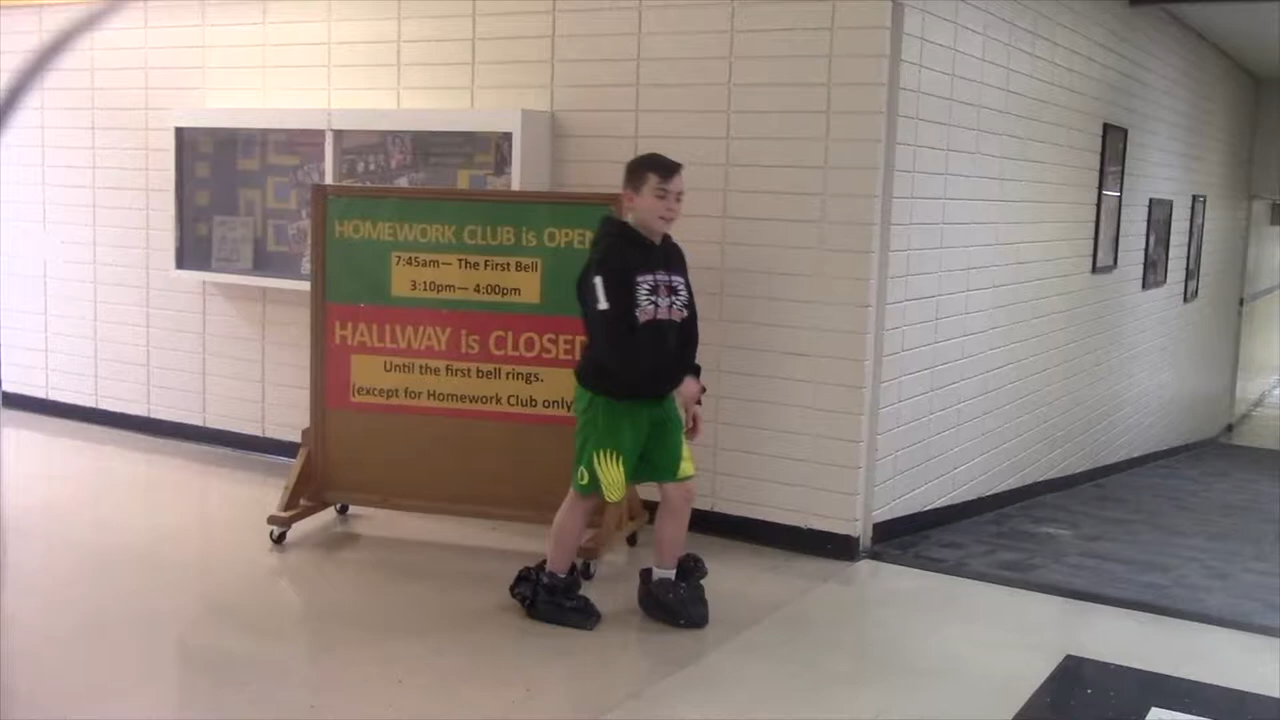 HOMEWORK CLUB is OPEN
7:45am— The First Bell
3:10pm— 4:00pm
HALLWAY is CLOSED
Until the first bell rings.
(except for Homework Club only
1